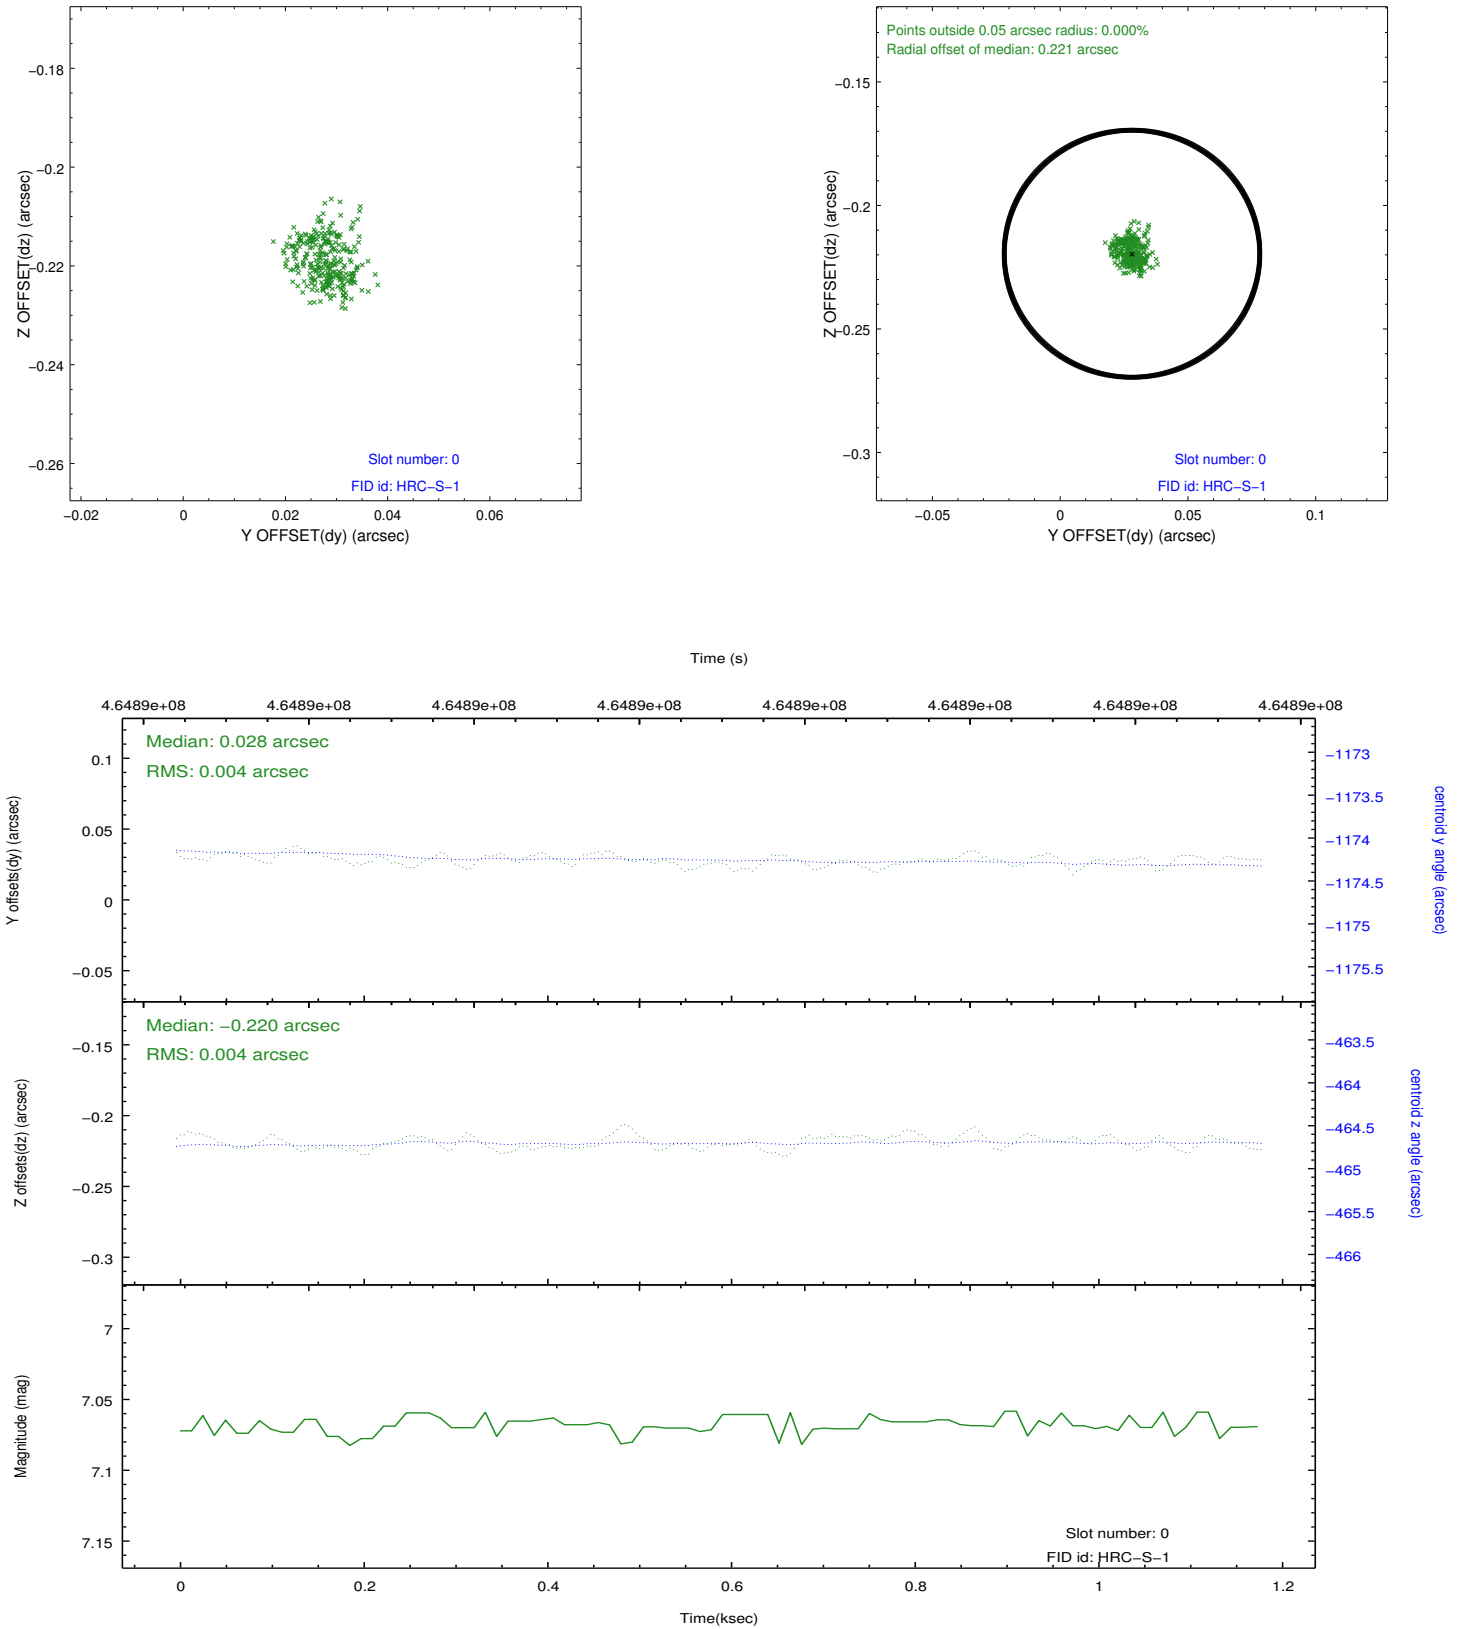 −0.18
−0.2
−0.22
−0.24
−0.26
Z OFFSET(dz) (arcsec)
Slot number: 0
FID id: HRC−S−1
−0.02 0 0.02 0.04 0.06
Y OFFSET(dy) (arcsec)
Points outside 0.05 arcsec radius: 0.000%
Radial offset of median: 0.221 arcsec
−0.15
−0.2
−0.25
−0.3
Z OFFSET(dz) (arcsec)
Slot number: 0
FID id: HRC−S−1
−0.05 0 0.05 0.1
Y OFFSET(dy) (arcsec)
Time (s)
4.6489e+08 4.6489e+08 4.6489e+08 4.6489e+08 4.6489e+08 4.6489e+08 4.6489e+08 4.6489e+08
Median: 0.028 arcsec
RMS: 0.004 arcsec
0.1
0.05
0
−0.05
Y offsets(dy) (arcsec)
−1173
−1173.5
−1174
−1174.5
−1175
−1175.5
centroid y angle (arcsec)
Median: −0.220 arcsec
RMS: 0.004 arcsec
−0.15
−0.2
−0.25
−0.3
Z offsets(dz) (arcsec)
−463.5
−464
−464.5
−465
−465.5
−466
centroid z angle (arcsec)
7
7.05
7.1
7.15
Magnitude (mag)
Slot number: 0
FID id: HRC−S−1
0 0.2 0.4 0.6 0.8 1 1.2
Time(ksec)